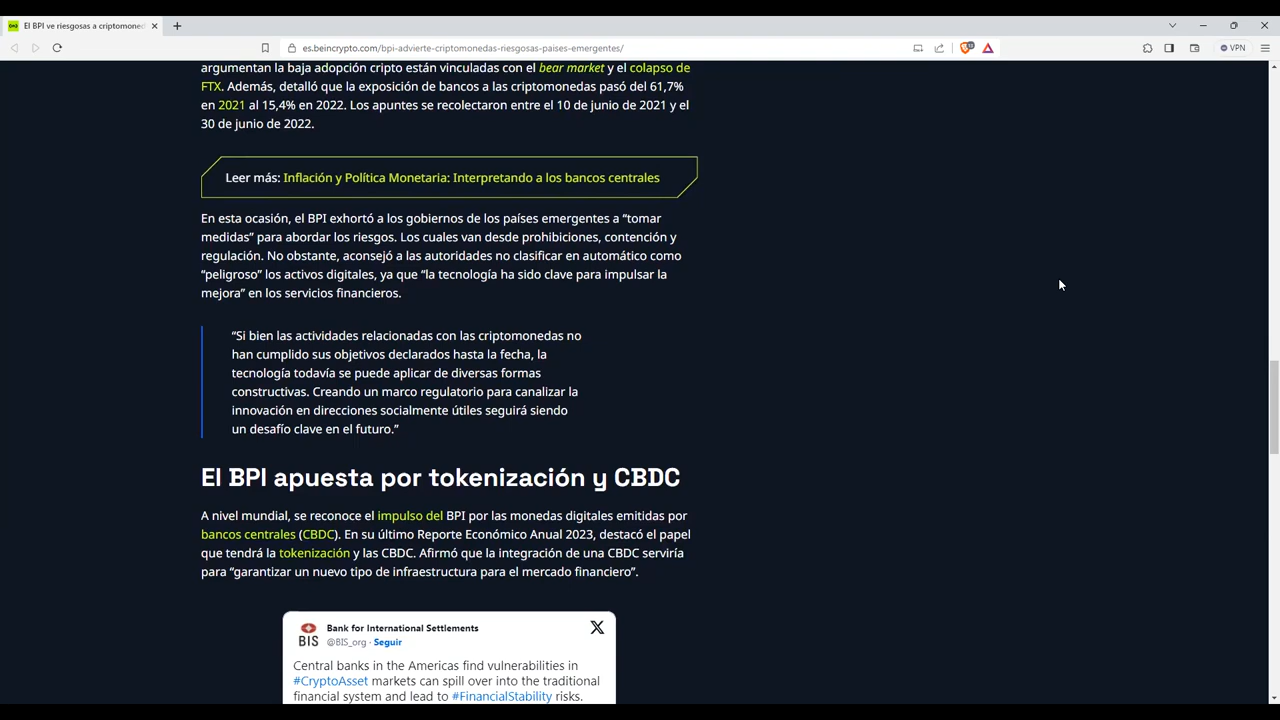 El BPI ve riesgosas a criptomoned
es.beincrypto.com/bpi-advierte-criptomonedas-riesgosas-paises-emergentes/
VPN
argumentan la baja adopción cripto están vinculadas con el bear market y el colapso de
FTX. Además, detalló que la exposición de bancos a las criptomonedas pasó del 61,7%
en 2021 al 15,4% en 2022. Los apuntes se recolectaron entre el 10 de junio de 2021 y el
30 de junio de 2022.
Leer más: Inflación y Política Monetaria: Interpretando a los bancos centrales
En esta ocasión, el BPI exhortó a los gobiernos de los países emergentes a “tomar
medidas” para abordar los riesgos. Los cuales van desde prohibiciones, contención y
regulación. No obstante, aconsejó a las autoridades no clasificar en automático como
“peligroso” los activos digitales, ya que “la tecnología ha sido clave para impulsar la
mejora” en los servicios financieros.
“Si bien las actividades relacionadas con las criptomonedas no
han cumplido sus objetivos declarados hasta la fecha, la
tecnología todavía se puede aplicar de diversas formas
constructivas. Creando un marco regulatorio para canalizar la
innovación en direcciones socialmente útiles seguirá siendo
un desafío clave en el futuro.”
El BPI apuesta por tokenización y CBDC
A nivel mundial, se reconoce el impulso del BPI por las monedas digitales emitidas por
bancos centrales (CBDC). En su último Reporte Económico Anual 2023, destacó el papel
que tendrá la tokenización y las CBDC. Afirmó que la integración de una CBDC serviría
para “garantizar un nuevo tipo de infraestructura para el mercado financiero”.
Bank for International Settlements
BIS @BIS_org · Seguir
Central banks in the Americas find vulnerabilities in
#CryptoAsset markets can spill over into the traditional
financial system and lead to #FinancialStability risks.